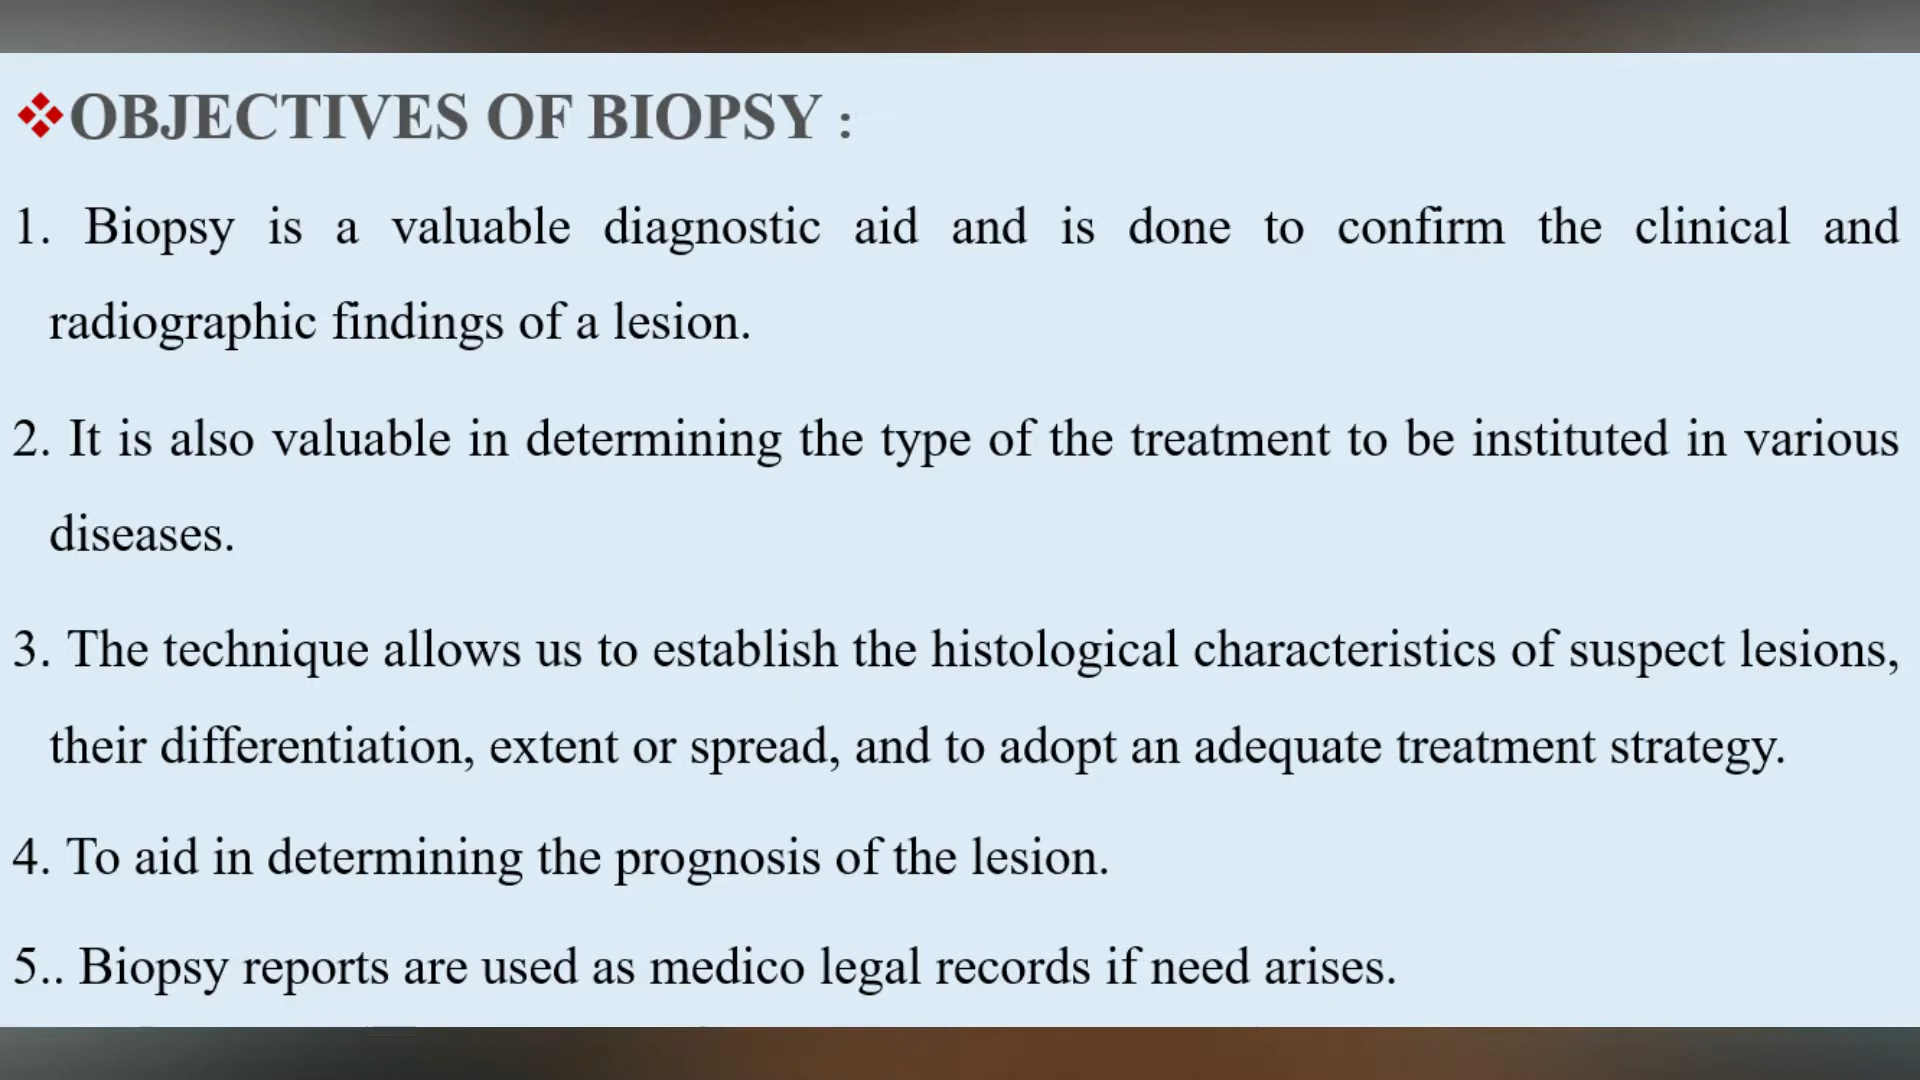 ❖OBJECTIVES OF BIOPSY :
1. Biopsy is a valuable diagnostic aid and is done to confirm the clinical and
radiographic findings of a lesion.
2. It is also valuable in determining the type of the treatment to be instituted in various
diseases.
3. The technique allows us to establish the histological characteristics of suspect lesions,
their differentiation, extent or spread, and to adopt an adequate treatment strategy.
4. To aid in determining the prognosis of the lesion.
5.. Biopsy reports are used as medico legal records if need arises.